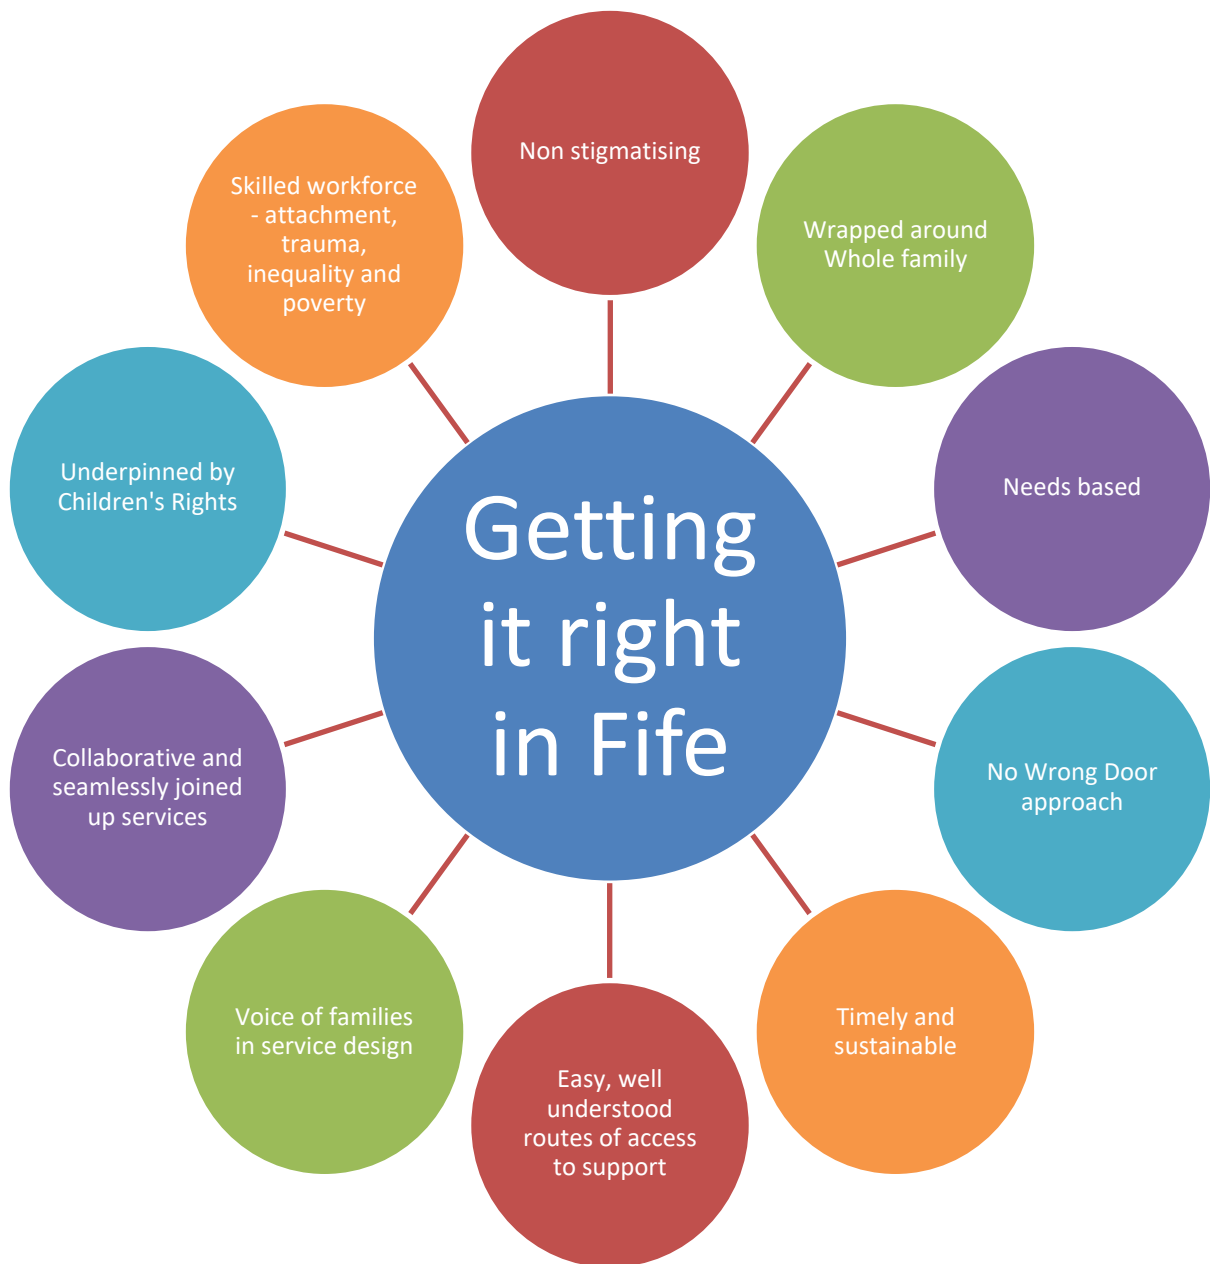 Getting
it right
in Fife
Non stigmatising
Wrapped around
Whole family
Needs based
No Wrong Door
approach
Timely and
sustainable
Easy, well
understood
routes of access
to support
Voice of families
in service design
Collaborative and
seamlessly joined
up services
Underpinned by
Children's Rights
Skilled workforce
- attachment,
trauma,
inequality and
poverty